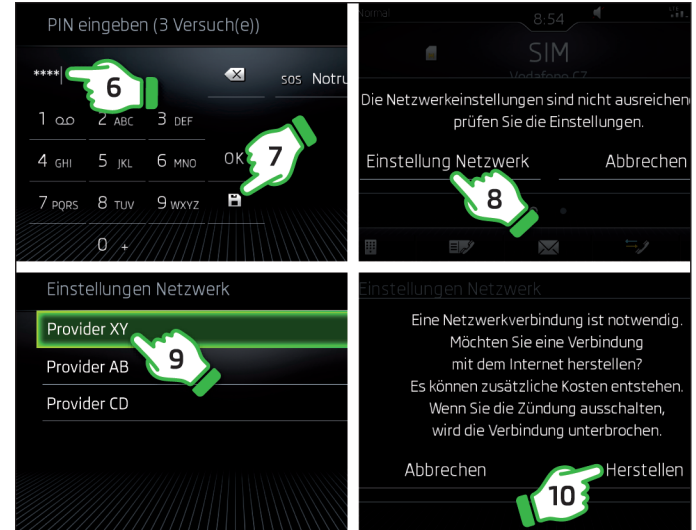 PIN eingeben (3 Versuch(e))
****
6
sos Notru
1
2 ABC
3 DEF
4 GHI
5 JKL
6 MNO
OK
7
7 PQRS
8 TUV
9 WXYZ
0 +
Normal
8:54
SIM
Vodafone CZ
Die Netzwerkeinstellungen sind nicht ausreichen
prüfen Sie die Einstellungen.
Einstellung Netzwerk
Abbrechen
8
Einstellungen Netzwerk
Provider XY
9
Provider AB
Provider CD
Einstellungen Netzwerk
Eine Netzwerkverbindung ist notwendig.
Möchten Sie eine Verbindung
mit dem Internet herstellen?
Es können zusätzliche Kosten entstehen.
Wenn Sie die Zündung ausschalten,
wird die Verbindung unterbrochen.
Abbrechen
Herstellen
10